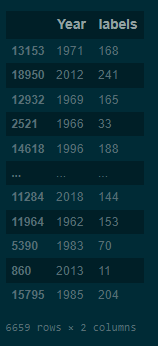 Year labels
13153 1971 168
18950 2012 241
12932 1969 165
2521 1966 33
14618 1996 188
... ... ...
11284 2018 144
11964 1962 153
5390 1983 70
860 2013 11
15795 1985 204
6659 rows × 2 columns